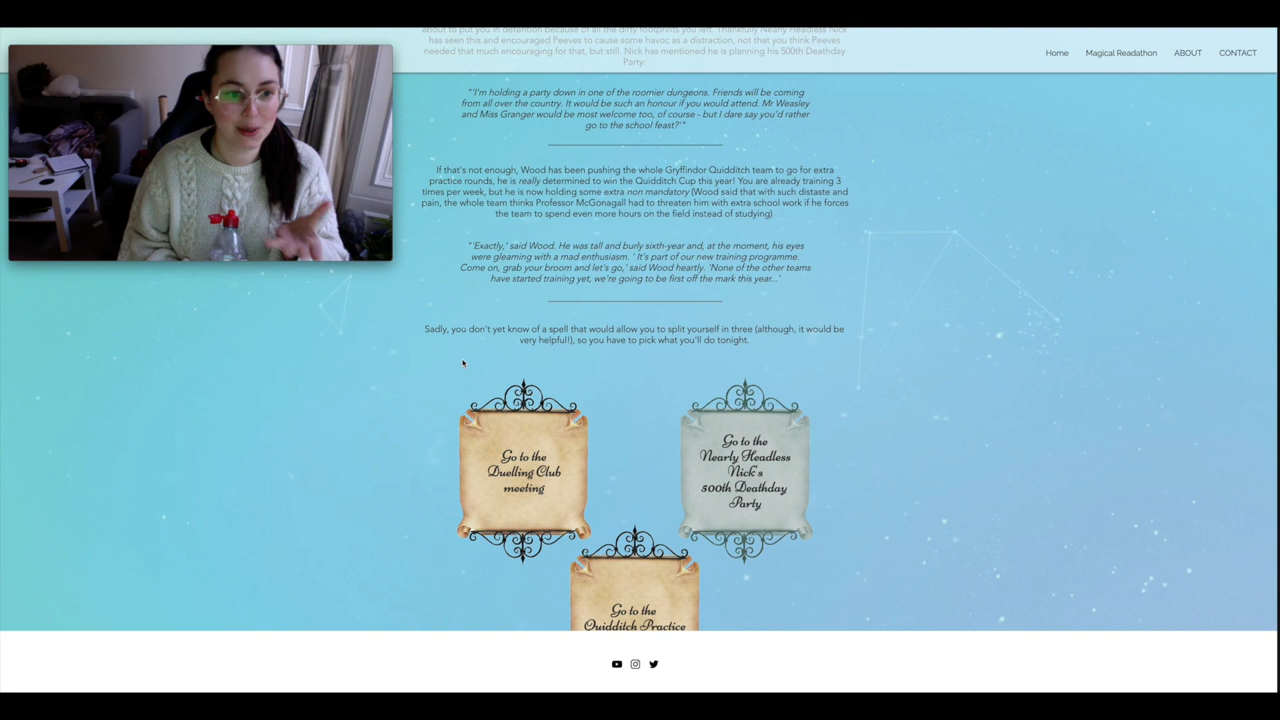 about to put you in detention because of all the dirty footprints you left. Thankfully Nearly Headless Nick
has seen this and encouraged Peeves to cause some havoc as a distraction, not that you think Peeves
needed that much encouraging for that, but still. Nick has mentioned he is planning his 500th Deathday
Party:
Home Magical Readathon ABOUT CONTACT
"'I'm holding a party down in one of the roomier dungeons. Friends will be coming
from all over the country. It would be such an honour if you would attend. Mr Weasley
and Miss Granger would be most welcome too, of course - but I dare say you'd rather
go to the school feast?'"
If that's not enough, Wood has been pushing the whole Gryffindor Quidditch team to go for extra
practice rounds, he is really determined to win the Quidditch Cup this year! You are already training 3
times per week, but he is now holding some extra non mandatory (Wood said that with such distaste and
pain, the whole team thinks Professor McGonagall had to threaten him with extra school work if he forces
the team to spend even more hours on the field instead of studying)
"'Exactly,' said Wood. He was tall and burly sixth-year and, at the moment, his eyes
were gleaming with a mad enthusiasm. ' It's part of our new training programme.
Come on, grab your broom and let's go,' said Wood heartly. 'None of the other teams
have started training yet, we're going to be first off the mark this year...'
Sadly, you don't yet know of a spell that would allow you to split yourself in three (although, it would be
very helpful!), so you have to pick what you'll do tonight.
Go to the
Duelling Club
meeting
Go to the
Nearly Headless
Nick's
500th Deathday
Party
Go to the
Quidditch Practice